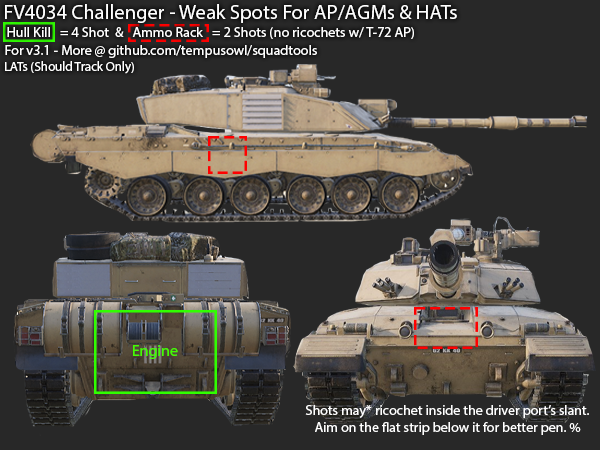 FV4034 Challenger - Weak Spots For AP/AGMs & HATs
Hull Kill = 4 Shot & Ammo Rack = 2 Shots (no ricochets w/ T-72 AP)
For v3.1 - More @ github.com/tempusowl/squadtools
LATs (Should Track Only)
Engine
Shots may* ricochet inside the driver port's slant.
Aim on the flat strip below it for better pen. %